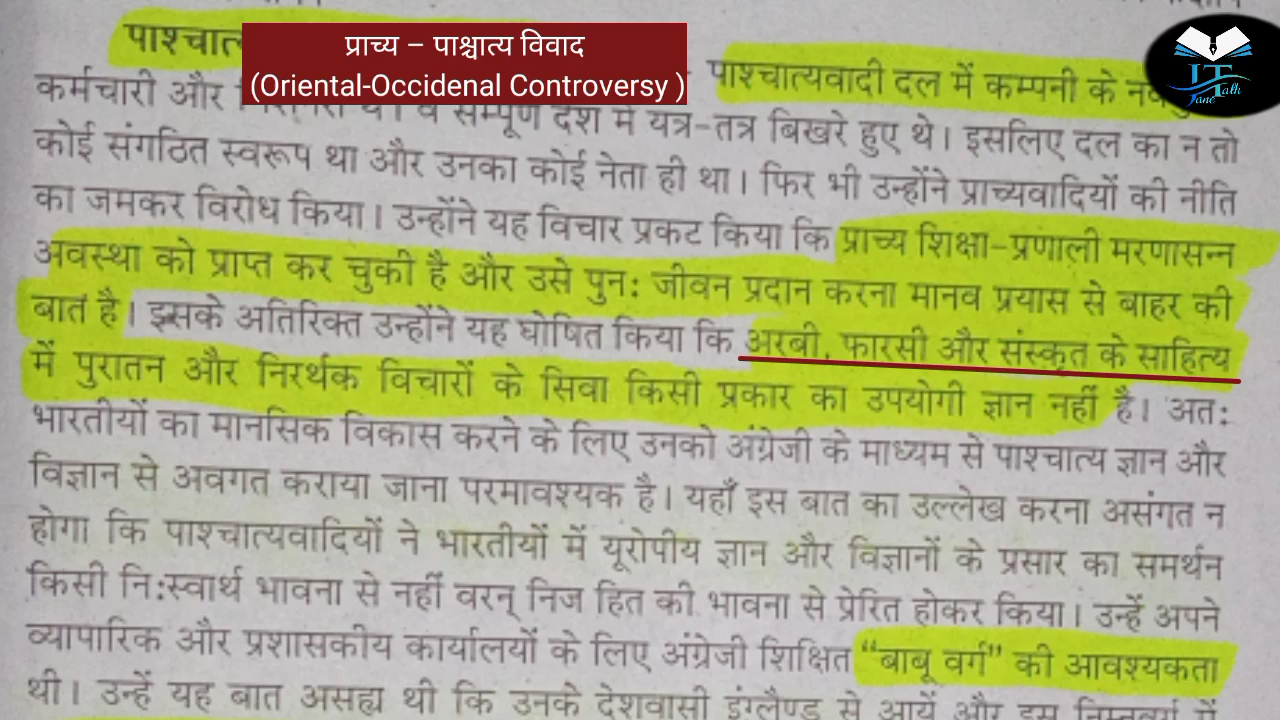 पाश्चात्
प्राच्य – पाश्चात्य विवाद
(Oriental-Occidenal Controversy )
पाश्चात्यवादी दल में कम्पनी के
कर्मचारी और थे। वे सम्पूर्ण देश में यत्र-तत्र बिखरे हुए थे। इसलिए दल का न तो
कोई संगठित स्वरूप था और उनका कोई नेता ही था। फिर भी उन्होंने प्राच्यवादियों की नीति
का जमकर विरोध किया। उन्होंने यह विचार प्रकट किया कि प्राच्य शिक्षा-प्रणाली मरणासन्न
अवस्था को प्राप्त कर चुकी है और उसे पुन: जीवन प्रदान करना मानव प्रयास से बाहर की
बात है। इसके अतिरिक्त उन्होंने यह घोषित किया कि अरबी, फारसी और संस्कृत के साहित्य
में पुरातन और निरर्थक विचारों के सिवा किसी प्रकार का उपयोगी ज्ञान नहीं है। अत:
भारतीयों का मानसिक विकास करने के लिए उनको अंग्रेजी के माध्यम से पाश्चात्य ज्ञान और
विज्ञान से अवगत कराया जाना परमावश्यक है। यहाँ इस बात का उल्लेख करना असंगत न
होगा कि पाश्चात्यवादियों ने भारतीयों में यूरोपीय ज्ञान और विज्ञानों के प्रसार का समर्थन
किसी नि:स्वार्थ भावना से नहीं वरन् निज हित की भावना से प्रेरित होकर किया। उन्हें अपने
व्यापारिक और प्रशासकीय कार्यालयों के लिए अंग्रेजी शिक्षित “बाबू वर्ग” की आवश्यकता
थी। उन्हें यह बात असह्य थी कि उनके देशवासी इंग्लैण्ड से आयें और इस में